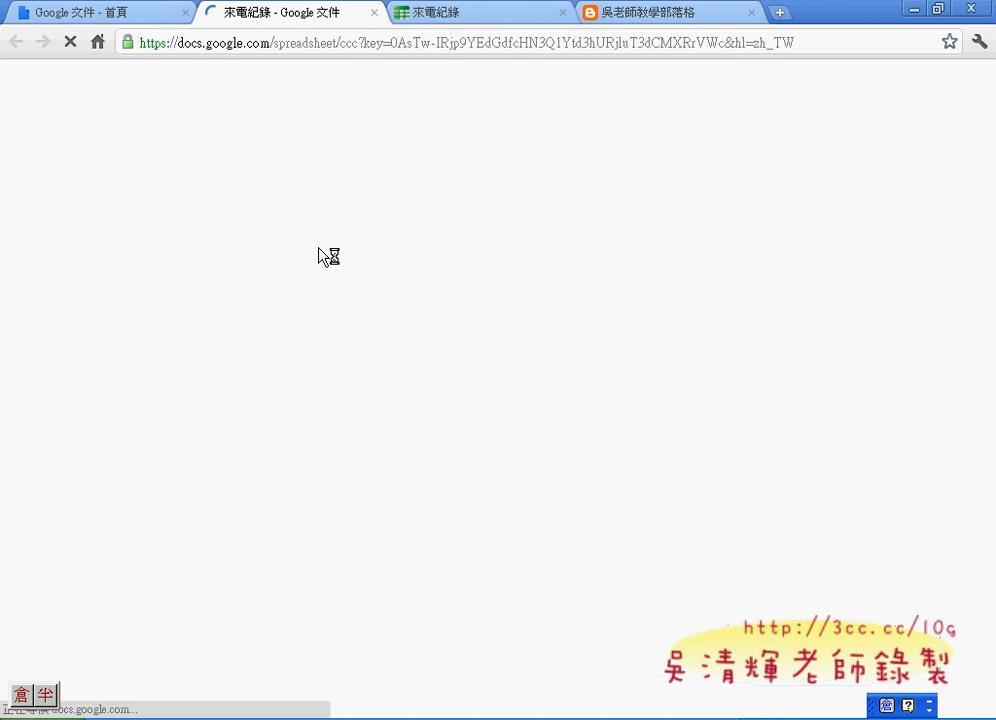 Google 文件 - 首頁
來電紀錄 - Google 文件
來電紀錄
吳老師教學部落格
https://docs.google.com/spreadsheet/ccc?key=0AsTw-IRjp9YEdGdfcHN3Q1Ytd3hURjluT3dCMXRrVWc&hl=zh_TW
http://3cc.cc/10g
吳清輝老師錄製
倉 半
docs.google.com...
倉